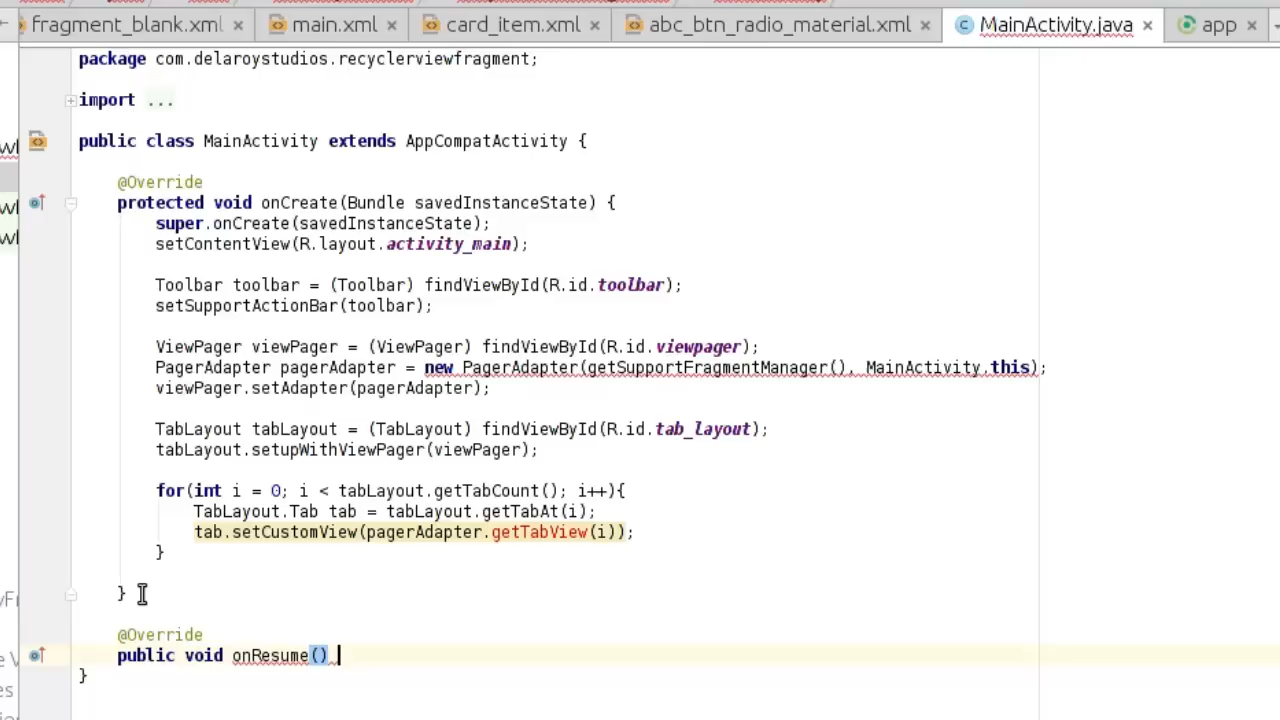 fragment_blank.xml main.xml card_item.xml abc_btn_radio_material.xml MainActivity.java app
package com.delaroystudios.recyclerviewfragment;
import ...
public class MainActivity extends AppCompatActivity {
@Override
protected void onCreate(Bundle savedInstanceState) {
super.onCreate(savedInstanceState);
setContentView(R.layout.activity_main);
Toolbar toolbar = (Toolbar) findViewById(R.id.toolbar);
setSupportActionBar(toolbar);
ViewPager viewPager = (ViewPager) findViewById(R.id.viewpager);
PagerAdapter pagerAdapter = new PagerAdapter(getSupportFragmentManager(), MainActivity.this);
viewPager.setAdapter(pagerAdapter);
TabLayout tabLayout = (TabLayout) findViewById(R.id.tab_layout);
tabLayout.setupWithViewPager(viewPager);
for(int i = 0; i < tabLayout.getTabCount(); i++){
TabLayout.Tab tab = tabLayout.getTabAt(i);
tab.setCustomView(pagerAdapter.getTabView(i));
}
}
@Override
public void onResume()
}